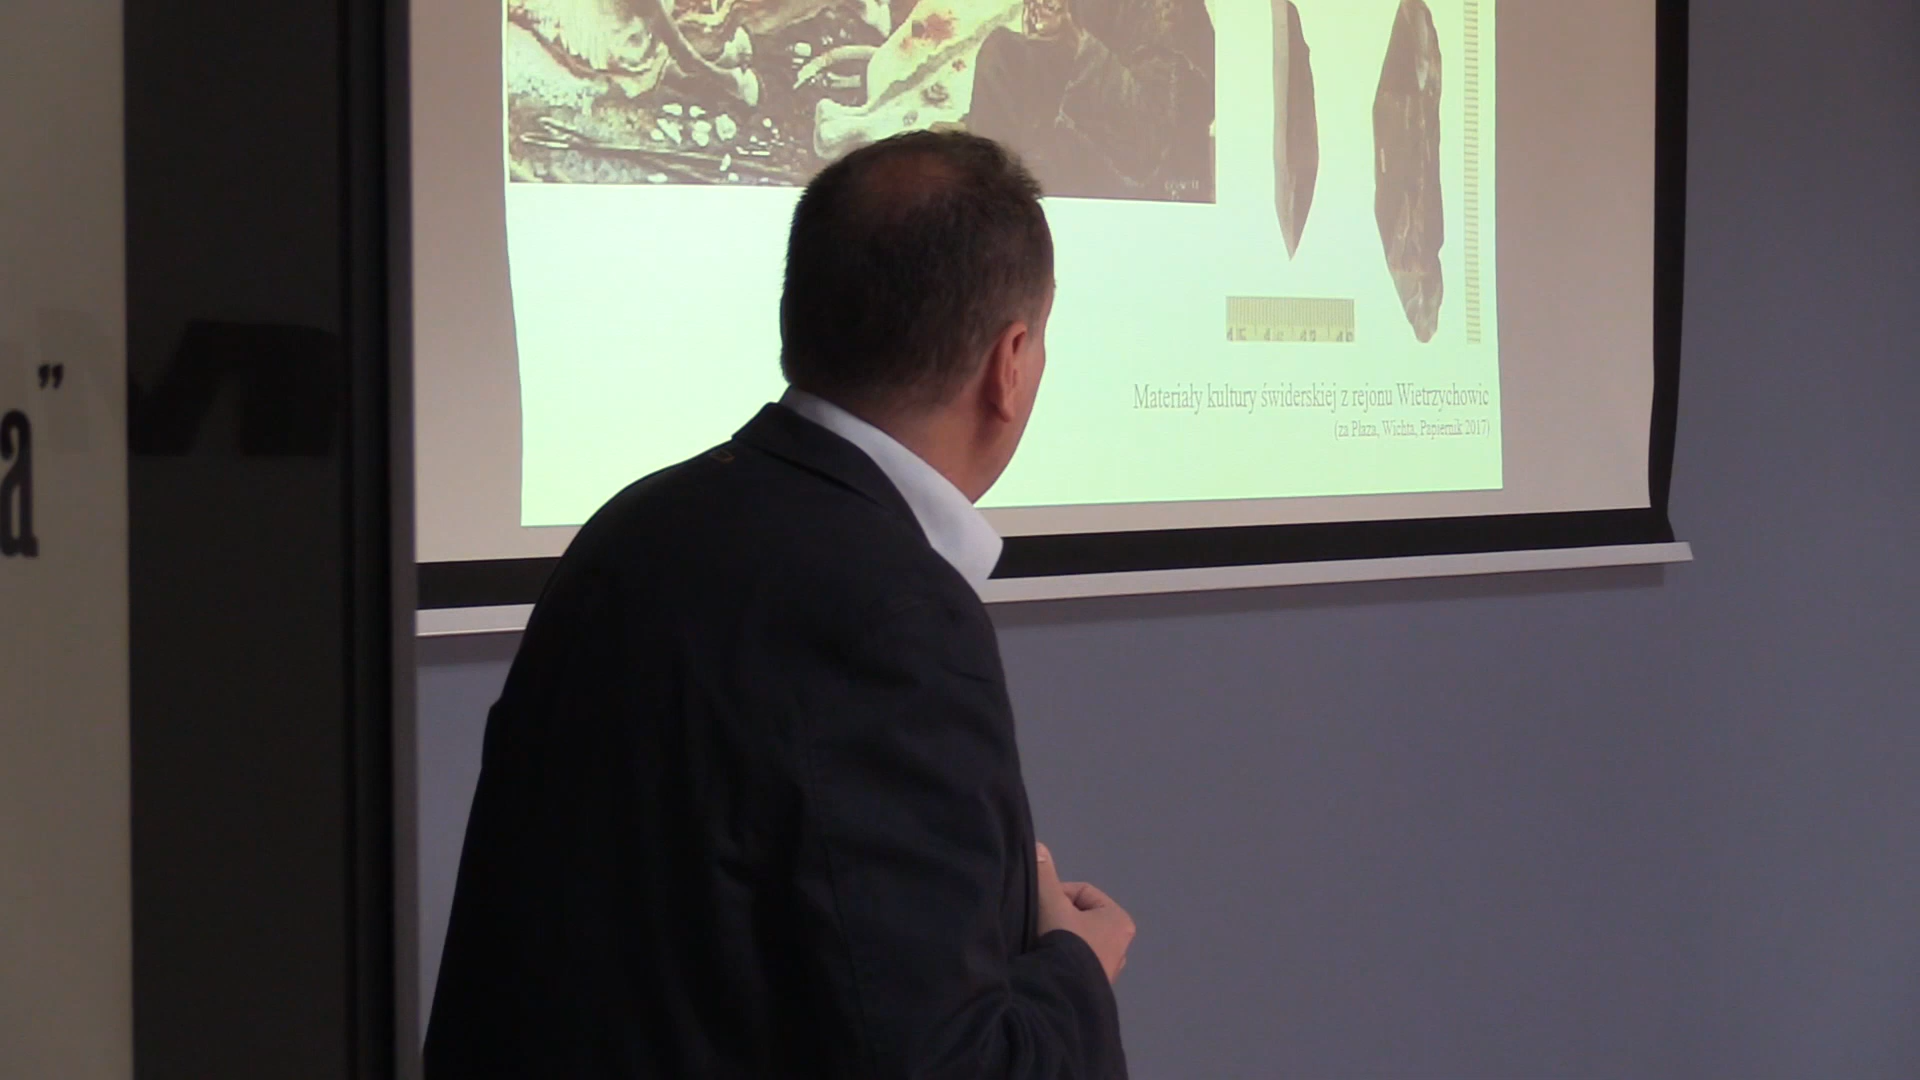 a”
Materiały kultury świderskiej z rejonu Wietrzychowic
(za Płaza, Wichta, Papiernik 2017)